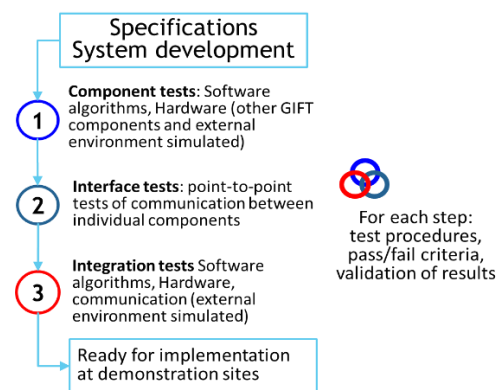 Specifications
System development
Component tests: Software
algorithms, Hardware (other GIFT
components and external
environment simulated)
1
Interface tests: point-to-point
tests of communication between
individual components
2
Integration tests Software
algorithms, Hardware,
communication (external
environment simulated)
3
Ready for implementation
at demonstration sites
For each step:
test procedures,
pass/fail criteria,
validation of results